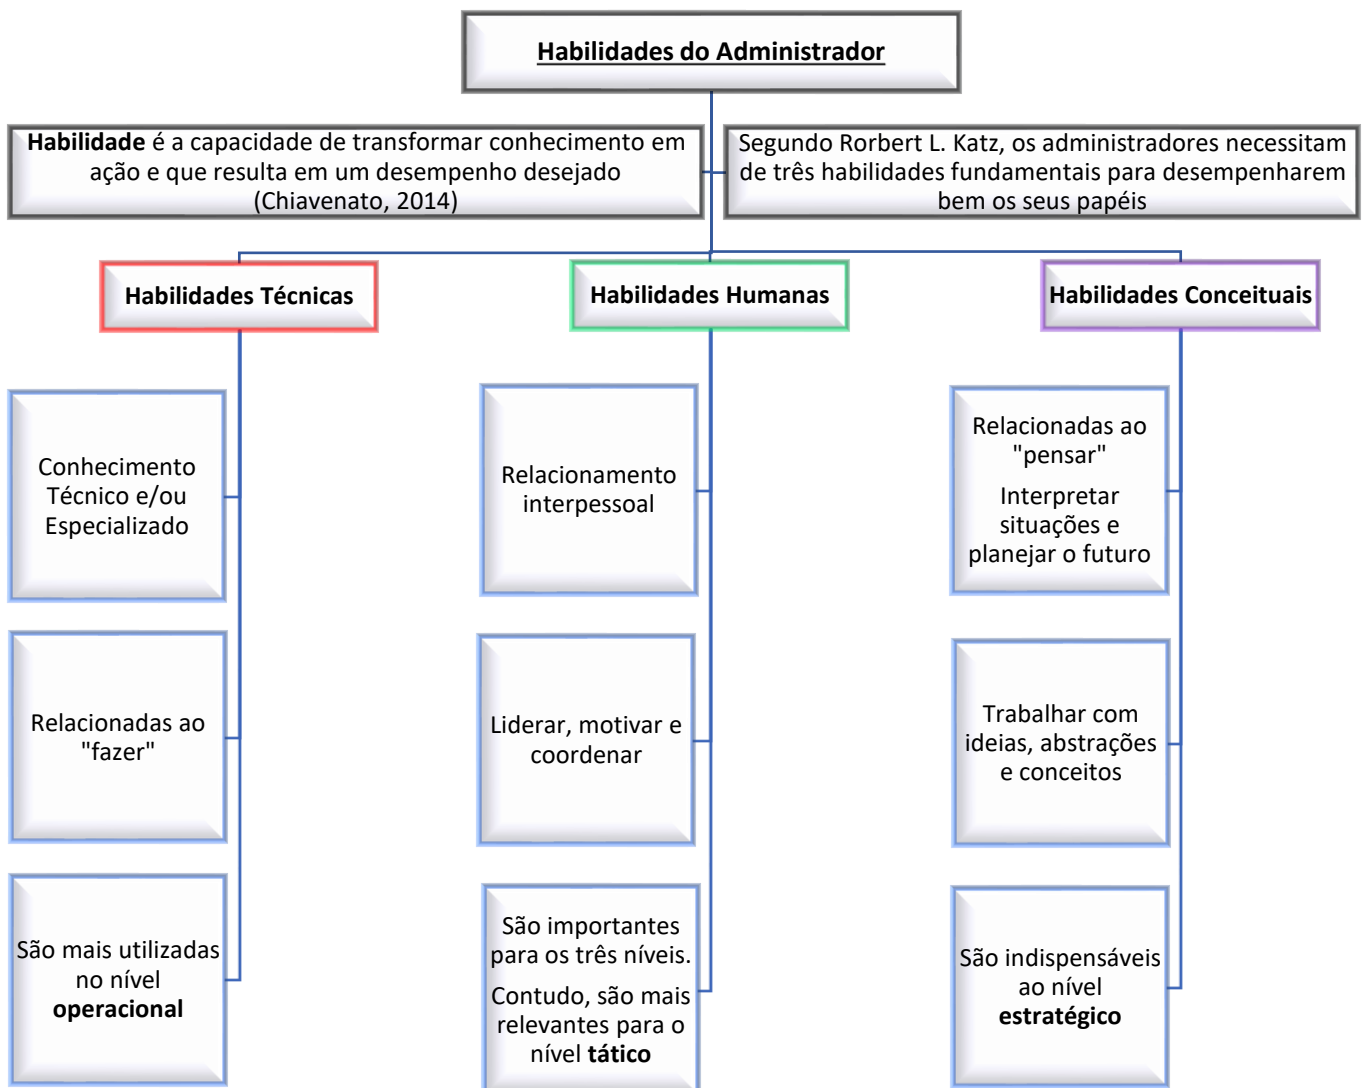 Habilidades do Administrador
Habilidade é a capacidade de transformar conhecimento em
ação e que resulta em um desempenho desejado
(Chiavenato, 2014)
Segundo Rorbert L. Katz, os administradores necessitam
de três habilidades fundamentais para desempenharem
bem os seus papéis
Habilidades Técnicas
Conhecimento
Técnico e/ou
Especializado
Relacionadas ao
"fazer"
São mais utilizadas
no nível
operacional
Habilidades Humanas
Relacionamento
interpessoal
Liderar, motivar e
coordenar
São importantes
para os três níveis.
Contudo, são mais
relevantes para o
nível tático
Habilidades Conceituais
Relacionadas ao
"pensar"
Interpretar
situações e
planejar o futuro
Trabalhar com
ideias, abstrações
e conceitos
São indispensáveis
ao nível
estratégico